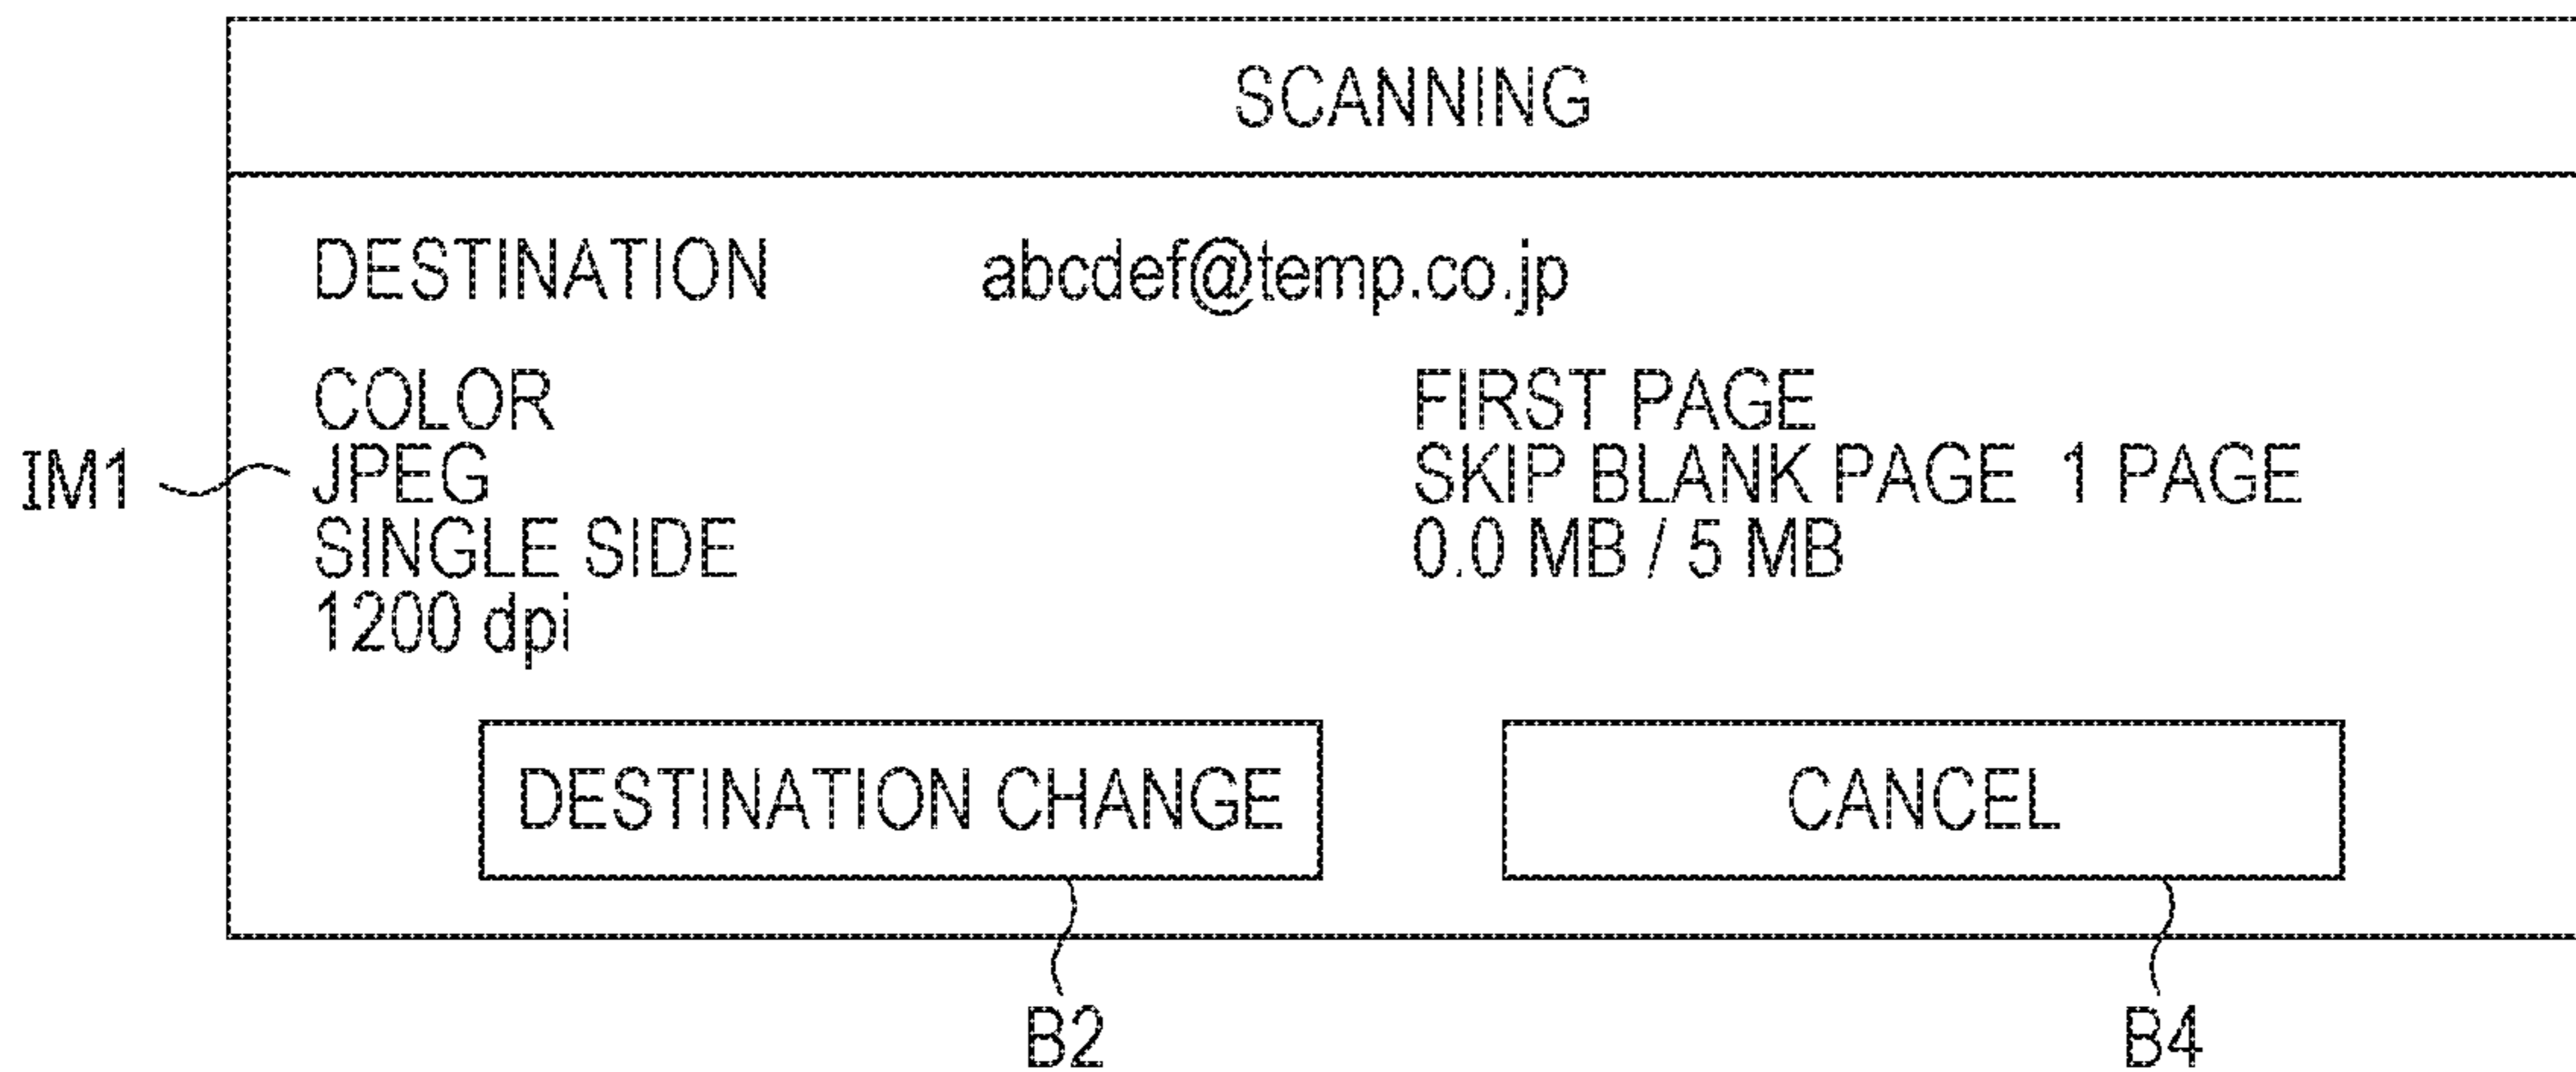 SCANNING
DESTINATION abcdef@temp.co.jp
COLOR FIRST PAGE
IM1 JPEG SKIP BLANK PAGE 1 PAGE
SINGLE SIDE 0.0 MB / 5 MB
1200 dpi
DESTINATION CHANGE CANCEL
B2 B4